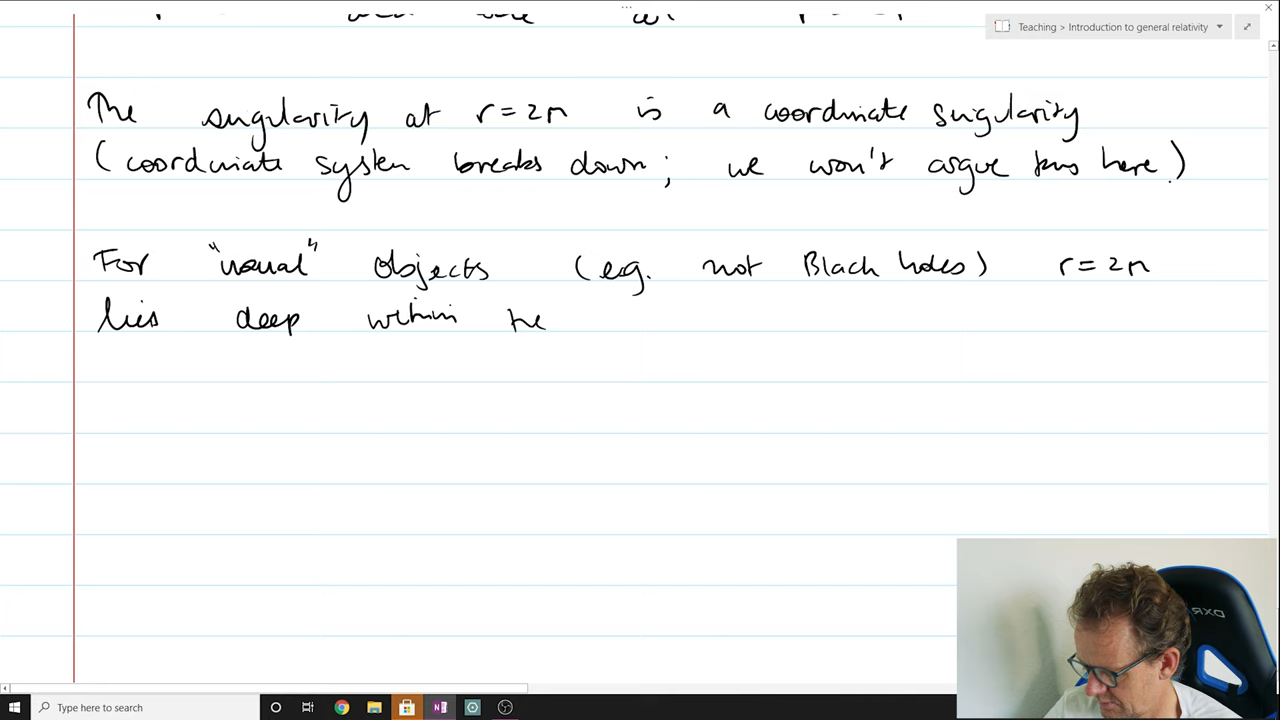 Teaching > Introduction to general relativity
The singularity at r = 2m is a coordinate singularity
(coordinate system breaks down; we won't argue this here.)
For "usual" objects (e.g. not Black holes) r = 2m
lies deep within the
DXR
Type here to search